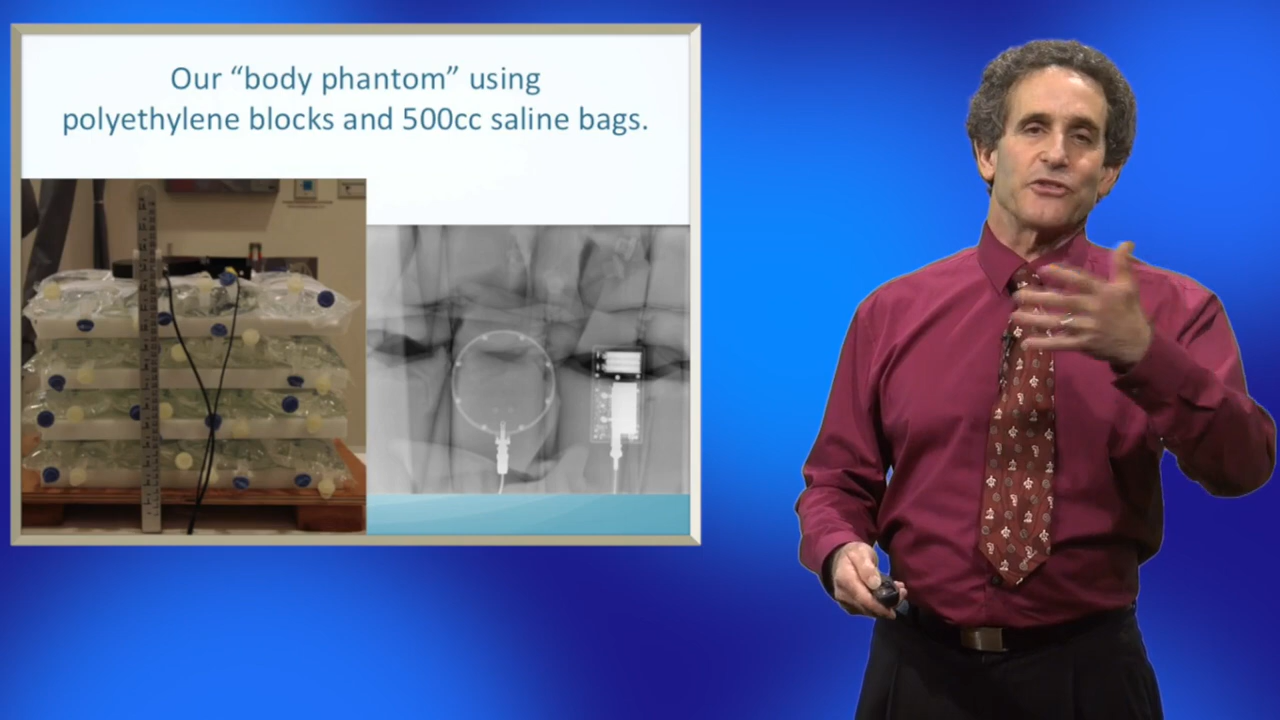 Our “body phantom” using
polyethylene blocks and 500cc saline bags.